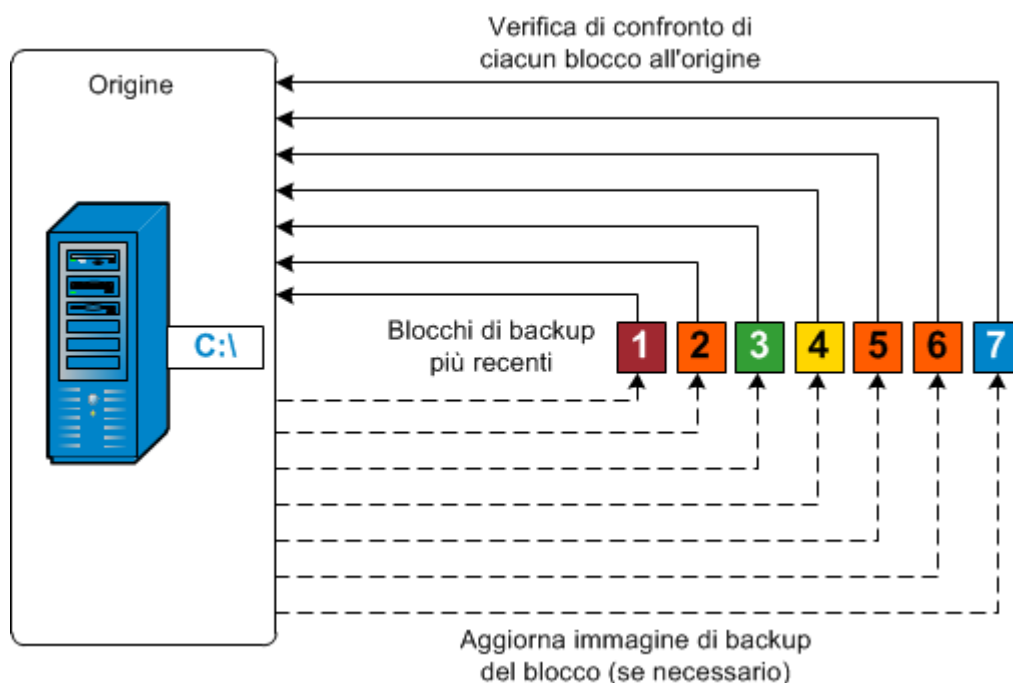 Verifica di confronto di
ciacun blocco all'origine
Origine
C:\
Blocchi di backup
più recenti
1 2 3 4 5 6 7
Aggiorna immagine di backup
del blocco (se necessario)